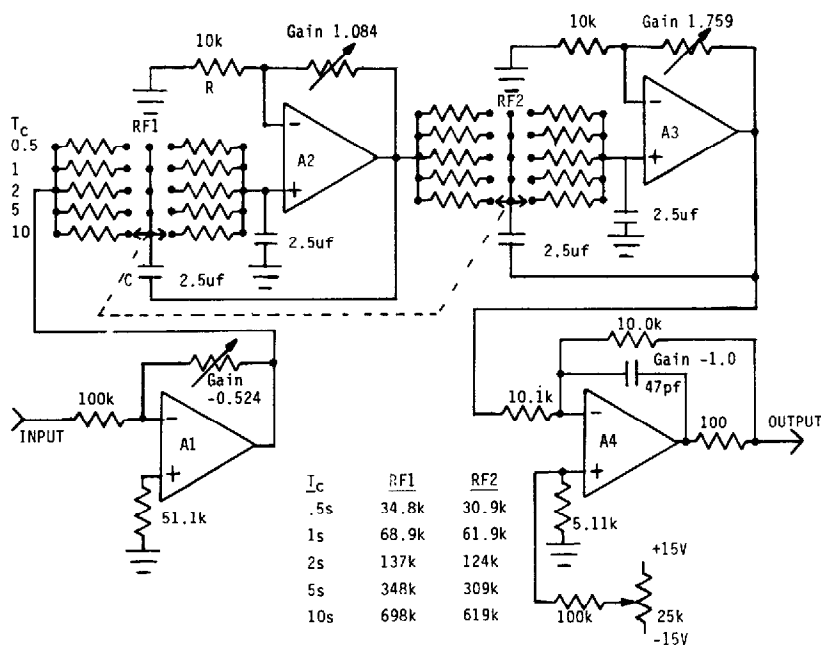 10k
Gain 1.084
R
10k
Gain 1.759
RF1
RF2
Tc
0.5
1
2
5
10
A2
A3
-
+
-
+
2.5uf
C
2.5uf
2.5uf
2.5uf
10.0k
Gain -1.0
47pf
10.1k
100
OUTPUT
A4
-
+
5.11k
100k
Gain
-0.524
INPUT
A1
-
+
51.1k
Tc RF1 RF2
.5s 34.8k 30.9k
1s 68.9k 61.9k
2s 137k 124k
5s 348k 309k
10s 698k 619k
+15V
100k
25k
-15V